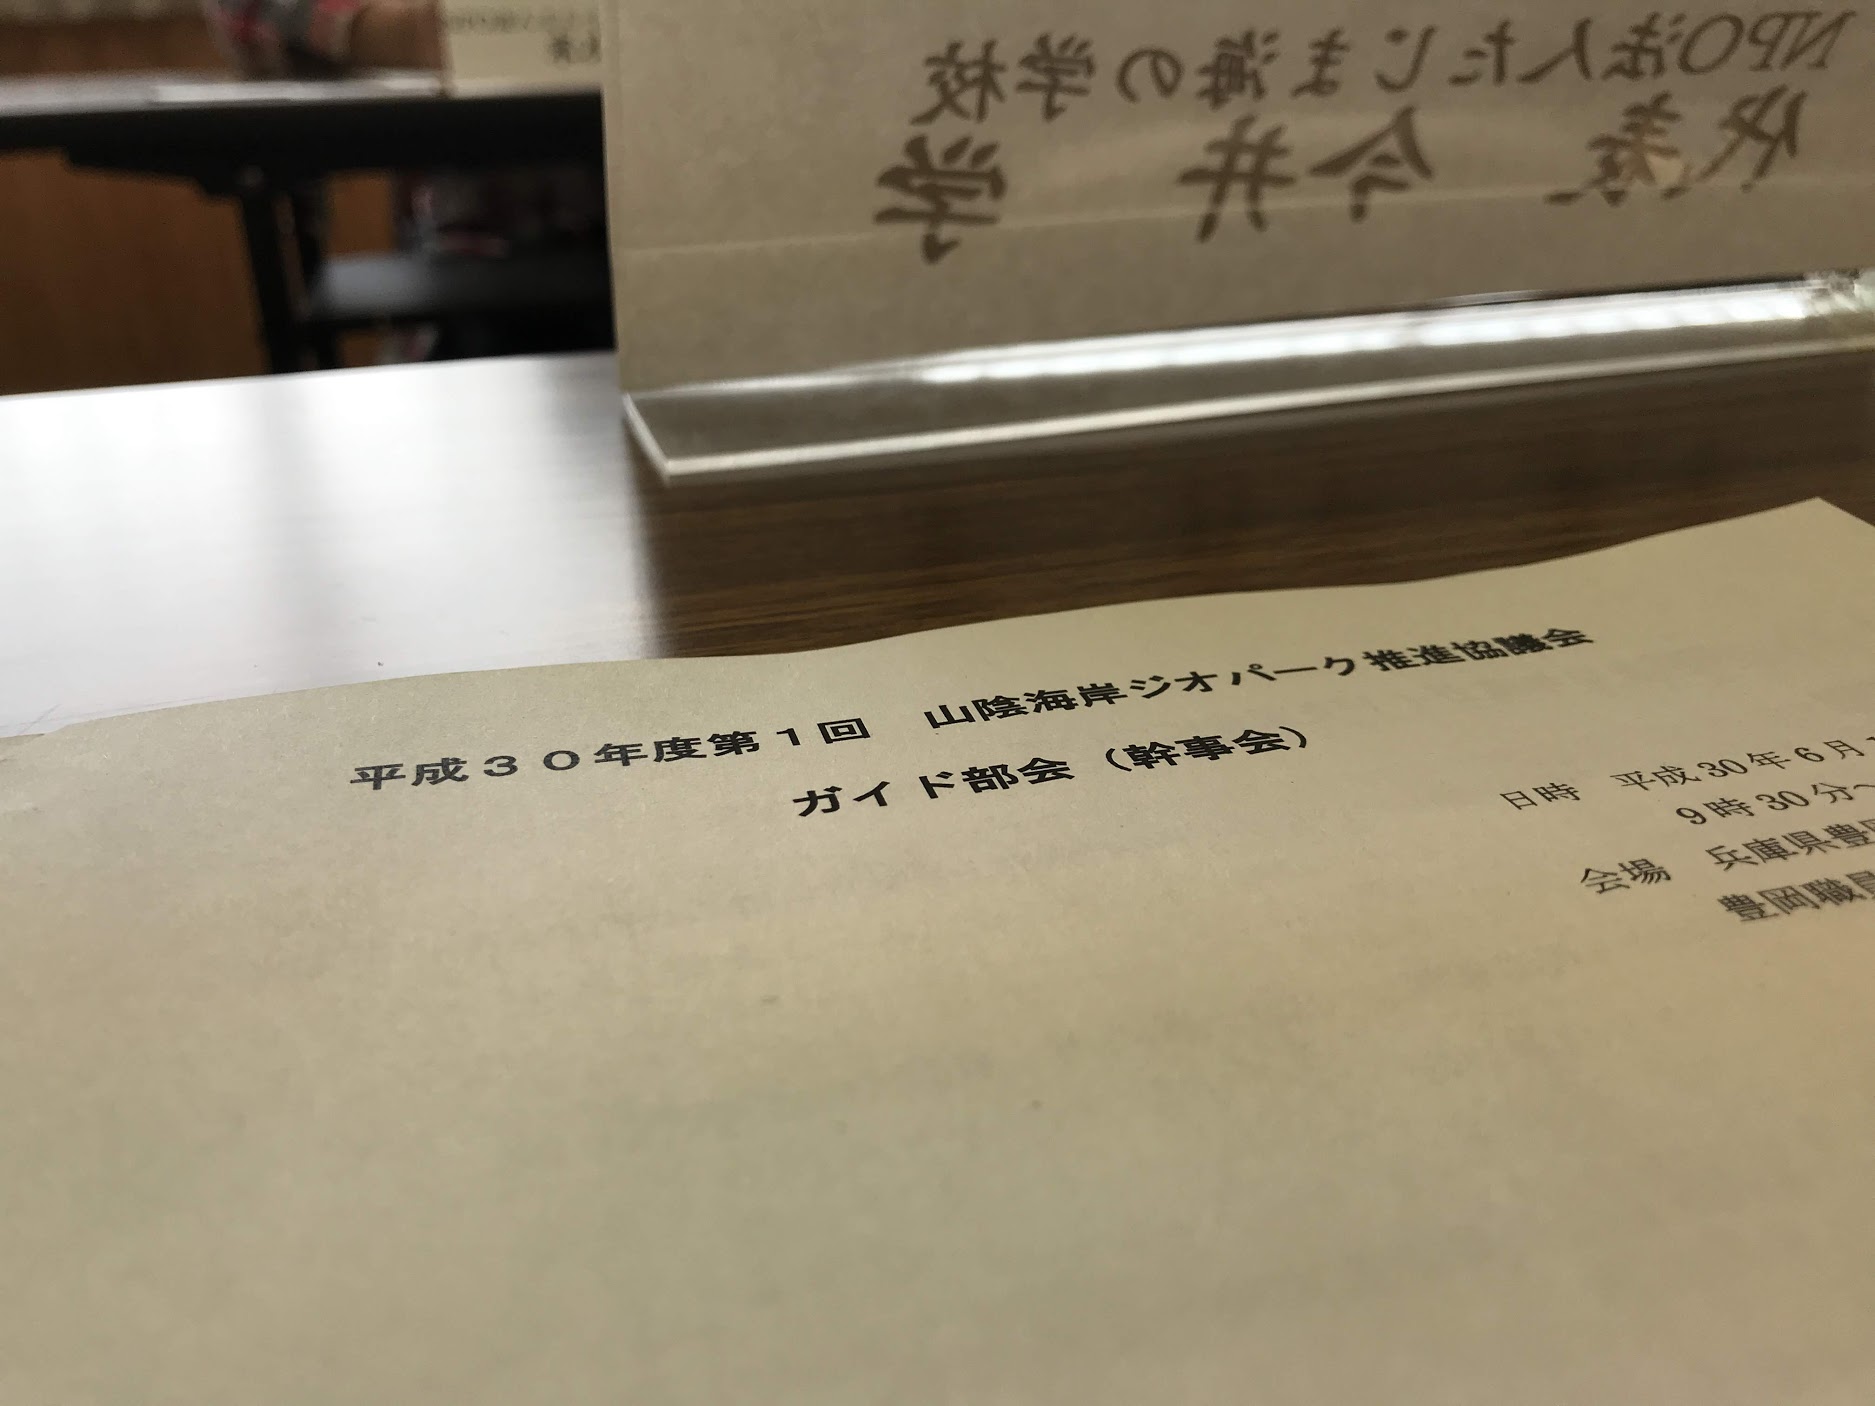 NPO法人たじま海の学校
代表 今井 学
平成３０年度第１回　山陰海岸ジオパーク推進協議会
ガイド部会（幹事会）
日時　平成30年6月
9時30分～
会場　兵庫県豊岡
豊岡職員